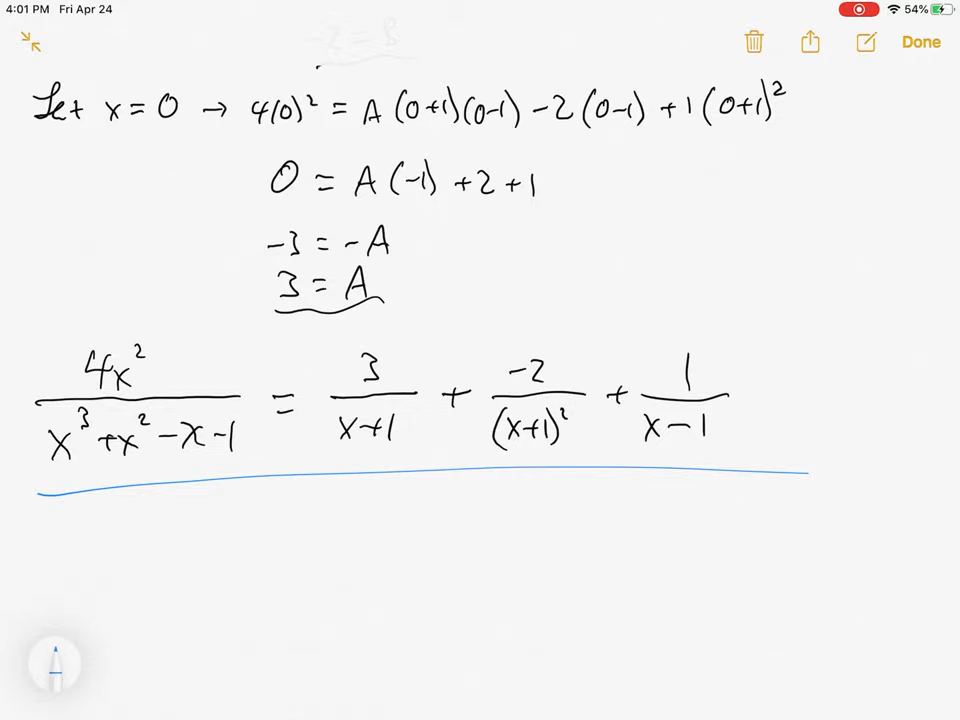 4:01 PM Fri Apr 24 54%
Done
-2 = B
Let x = 0 → 4(0)² = A(0+1)(0-1) -2(0-1) +1(0+1)²
0 = A(-1) +2 +1
-3 = -A
3 = A
4x² / (x³ + x² - x - 1) = 3 / (x+1) + -2 / (x+1)² + 1 / (x-1)